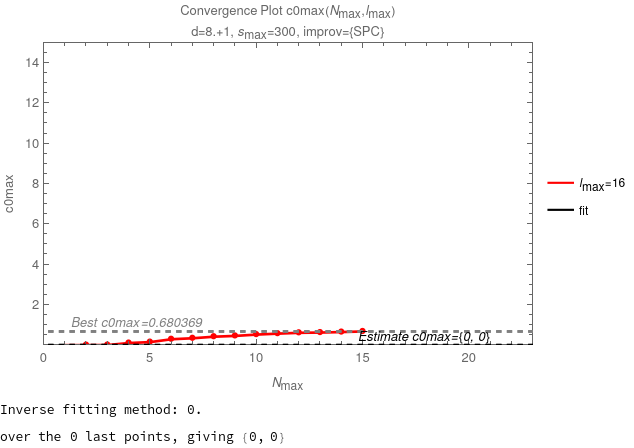 Convergence Plot c0max(Nmax,lmax)
d=8.+1, smax=300, improv={SPC}
14
12
10
8
6
4
2
c0max
Best c0max=0.680369
Estimate c0max={0, 0}
0
5
10
15
20
Nmax
lmax=16
fit
Inverse fitting method: 0.
over the 0 last points, giving {0, 0}